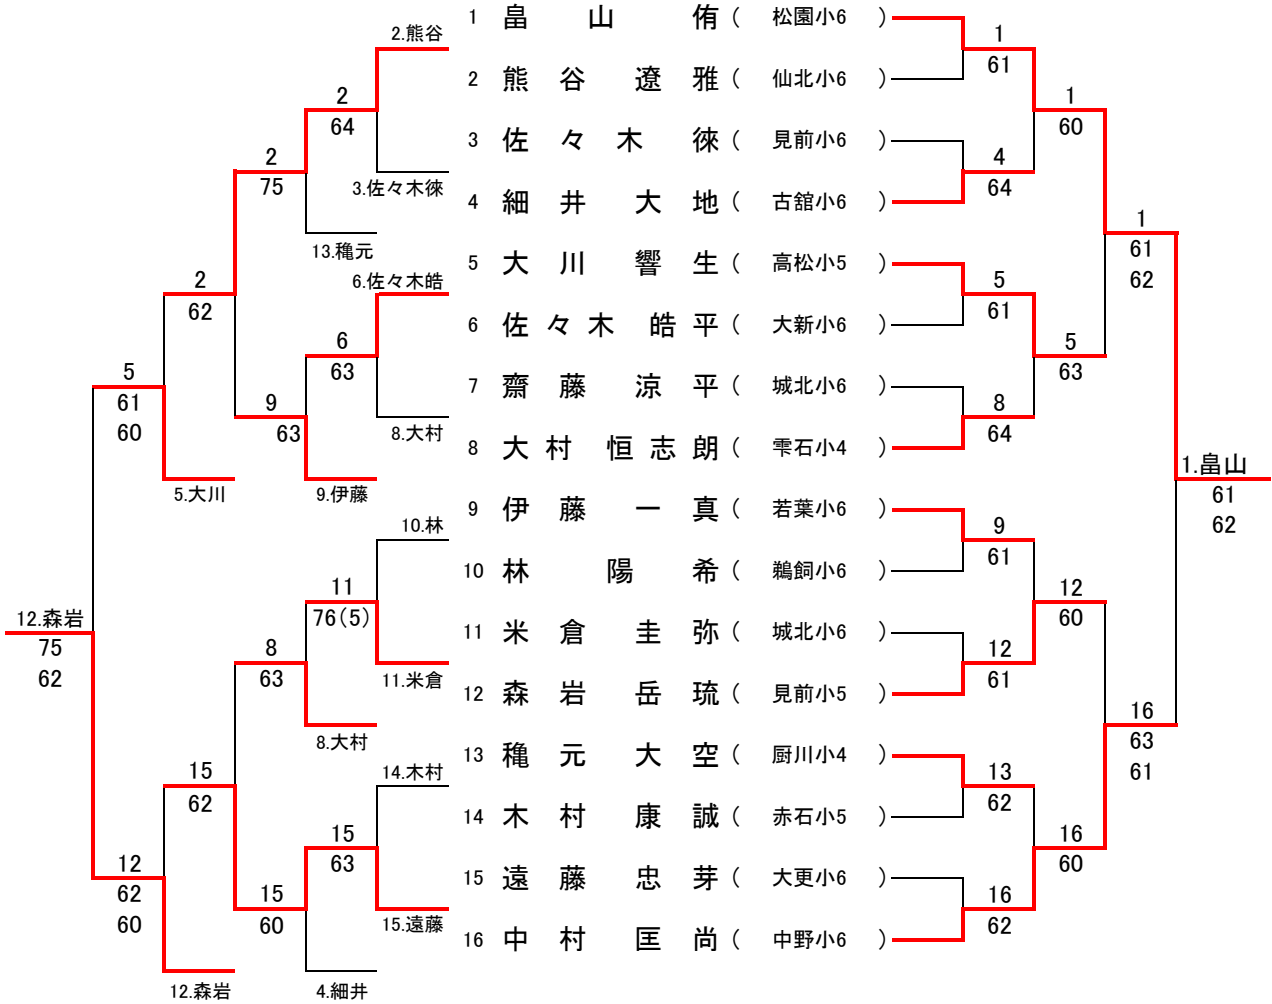 1 畠山侑 ( 松園小6 )
2 熊谷遼雅 ( 仙北小6 )
3 佐々木徠 ( 見前小6 )
4 細井大地 ( 古舘小6 )
5 大川響生 ( 高松小5 )
6 佐々木皓平 ( 大新小6 )
7 齋藤涼平 ( 城北小6 )
8 大村恒志朗 ( 雫石小4 )
9 伊藤一真 ( 若葉小6 )
10 林陽希 ( 鵜飼小6 )
11 米倉圭弥 ( 城北小6 )
12 森岩岳琉 ( 見前小5 )
13 穐元大空 ( 厨川小4 )
14 木村康誠 ( 赤石小5 )
15 遠藤忠芽 ( 大更小6 )
16 中村匡尚 ( 中野小6 )
2.熊谷
3.佐々木徠
2
64
13.穐元
2
75
6.佐々木皓
8.大村
6
63
9.伊藤
9
63
2
62
5.大川
5
61
60
10.林
11.米倉
11
76(5)
8.大村
8
63
14.木村
15.遠藤
15
63
4.細井
15
60
15
62
12.森岩
12
62
60
12.森岩
75
62
1
61
4
64
1
60
5
61
8
64
5
63
1
61
62
9
61
12
61
12
60
13
62
16
62
16
60
16
63
61
1.畠山
61
62